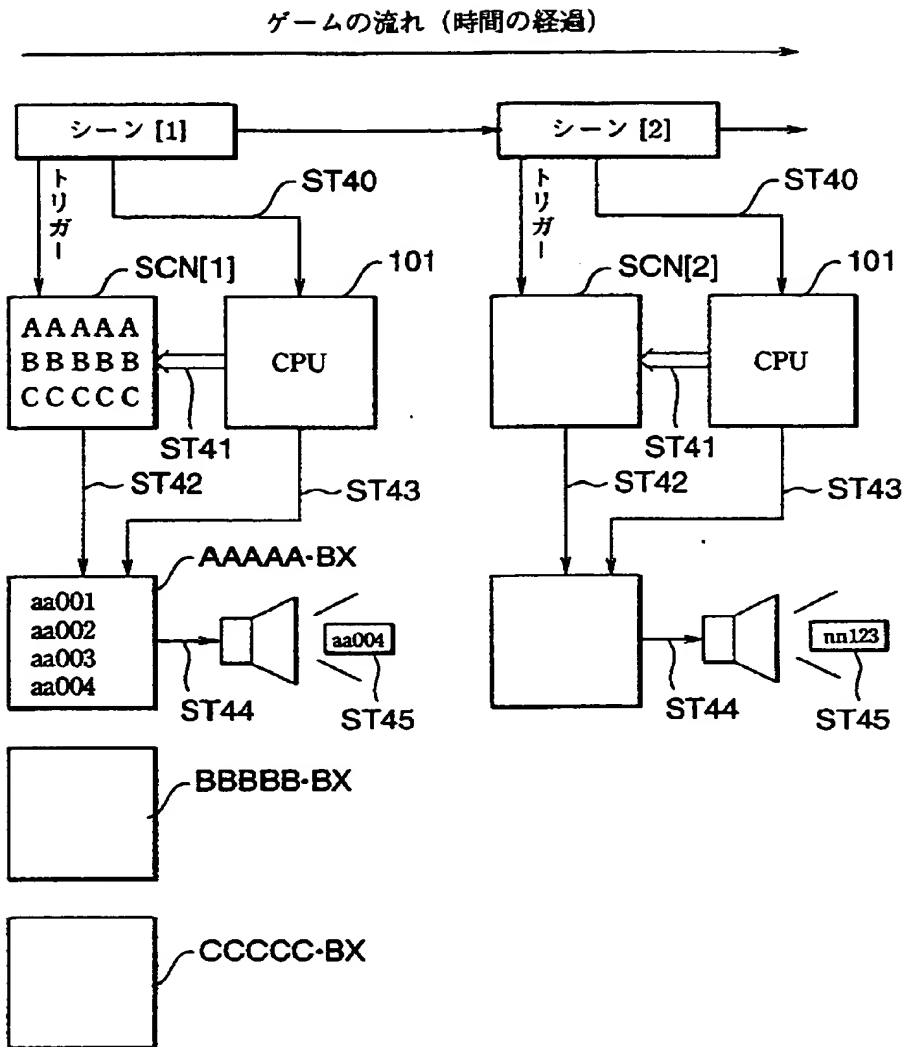 ゲームの流れ（時間の経過）
シーン [1]
シーン [2]
トリガー
ST40
トリガー
ST40
SCN[1]
101
SCN[2]
101
AAAAA
BBBBB
CCCCC
CPU
CPU
ST41
ST41
ST42
ST43
ST42
ST43
AAAAA·BX
aa001
aa002
aa003
aa004
aa004
nn123
ST44
ST45
ST44
ST45
BBBBB·BX
CCCCC·BX